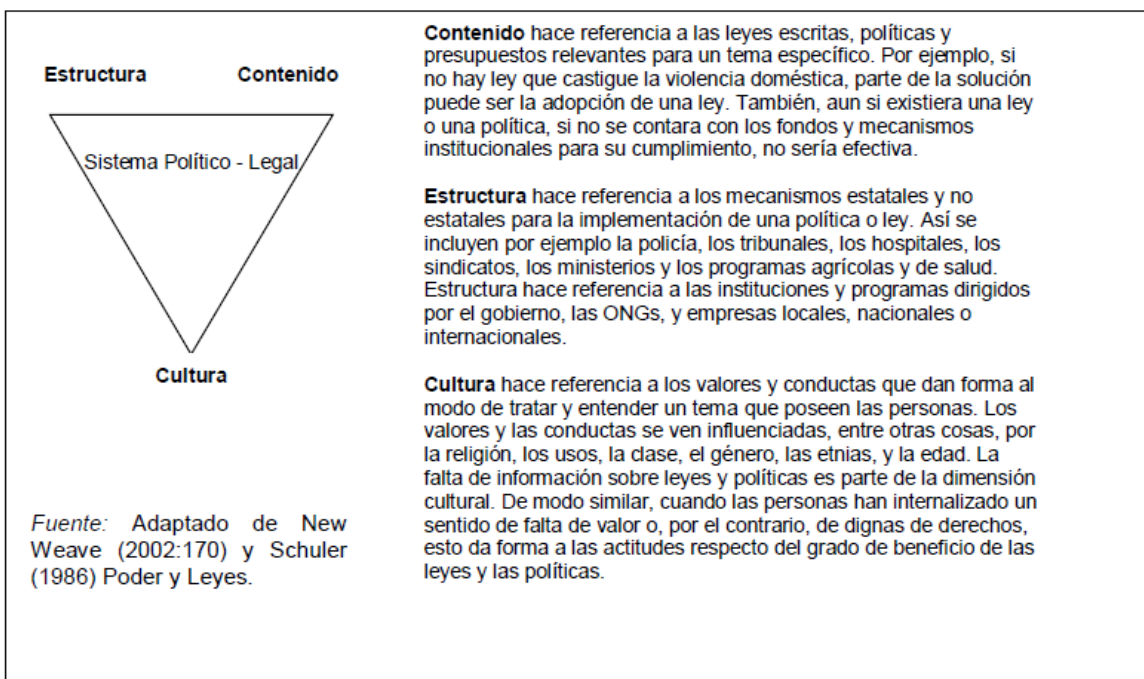 Estructura Contenido
Sistema Político - Legal
Cultura
Fuente: Adaptado de New
Weave (2002:170) y Schuler
(1986) Poder y Leyes.
Contenido hace referencia a las leyes escritas, políticas y
presupuestos relevantes para un tema específico. Por ejemplo, si
no hay ley que castigue la violencia doméstica, parte de la solución
puede ser la adopción de una ley. También, aun si existiera una ley
o una política, si no se contara con los fondos y mecanismos
institucionales para su cumplimiento, no sería efectiva.
Estructura hace referencia a los mecanismos estatales y no
estatales para la implementación de una política o ley. Así se
incluyen por ejemplo la policía, los tribunales, los hospitales, los
sindicatos, los ministerios y los programas agrícolas y de salud.
Estructura hace referencia a las instituciones y programas dirigidos
por el gobierno, las ONGs, y empresas locales, nacionales o
internacionales.
Cultura hace referencia a los valores y conductas que dan forma al
modo de tratar y entender un tema que poseen las personas. Los
valores y las conductas se ven influenciadas, entre otras cosas, por
la religión, los usos, la clase, el género, las etnias, y la edad. La
falta de información sobre leyes y políticas es parte de la dimensión
cultural. De modo similar, cuando las personas han internalizado un
sentido de falta de valor o, por el contrario, de dignas de derechos,
esto da forma a las actitudes respecto del grado de beneficio de las
leyes y las políticas.